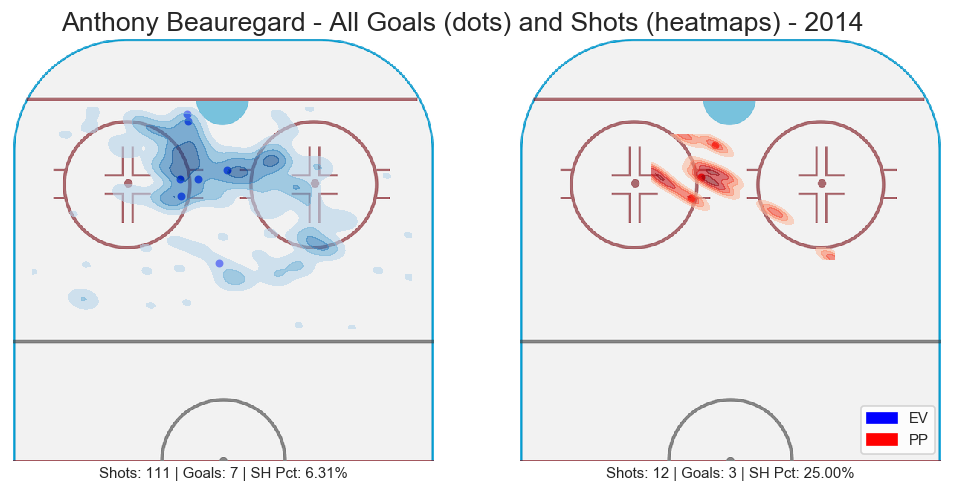 Anthony Beauregard - All Goals (dots) and Shots (heatmaps) - 2014
EV
PP
Shots: 111 | Goals: 7 | SH Pct: 6.31%
Shots: 12 | Goals: 3 | SH Pct: 25.00%